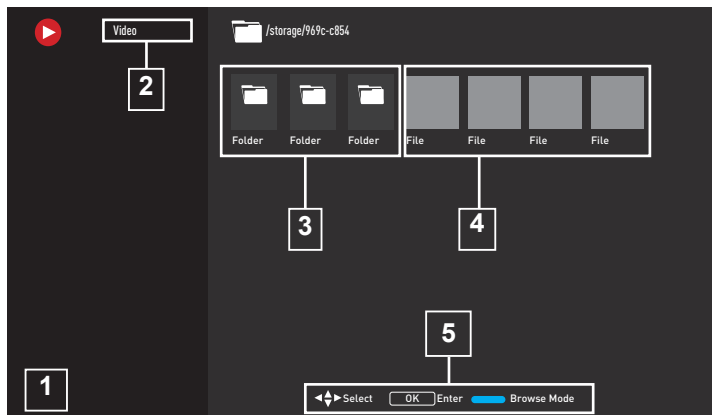 Video
/storage/969c-c854
2
Folder Folder Folder File File File File
3 4
5
1
Select OK Enter Browse Mode